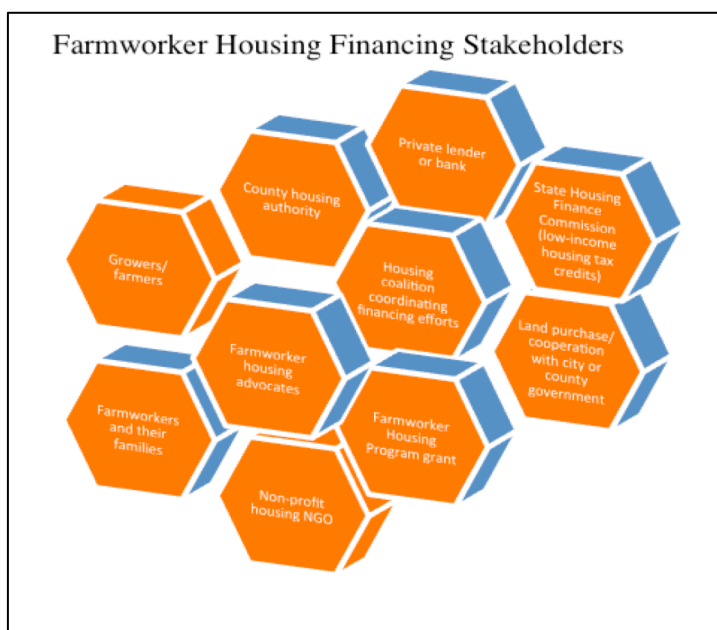 Farmworker Housing Financing Stakeholders
Private lender
or bank
County housing
authority
State Housing
Finance
Commission
(low-income
housing tax
credits)
Growers/
farmers
Housing
coalition
coordinating
financing efforts
Land purchase/
cooperation
with city or
county
government
Farmworker
housing
advocates
Farmworkers
and their
families
Farmworker
Housing
Program grant
Non-profit
housing NGO